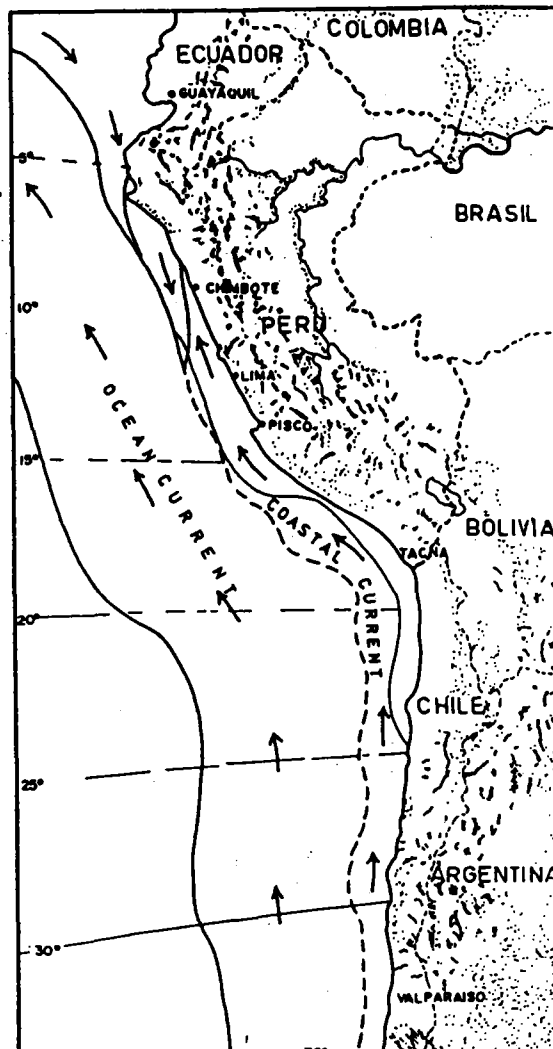 COLOMBIA
ECUADOR
GUAYAQUIL
5°
BRASIL
CHIMBOTE
10°
PERU
LIMA
PISCO
OCEAN CURRENT
15°
COASTAL CURRENT
BOLIVIA
TACNA
20°
CHILE
25°
ARGENTINA
30°
VALPARAISO